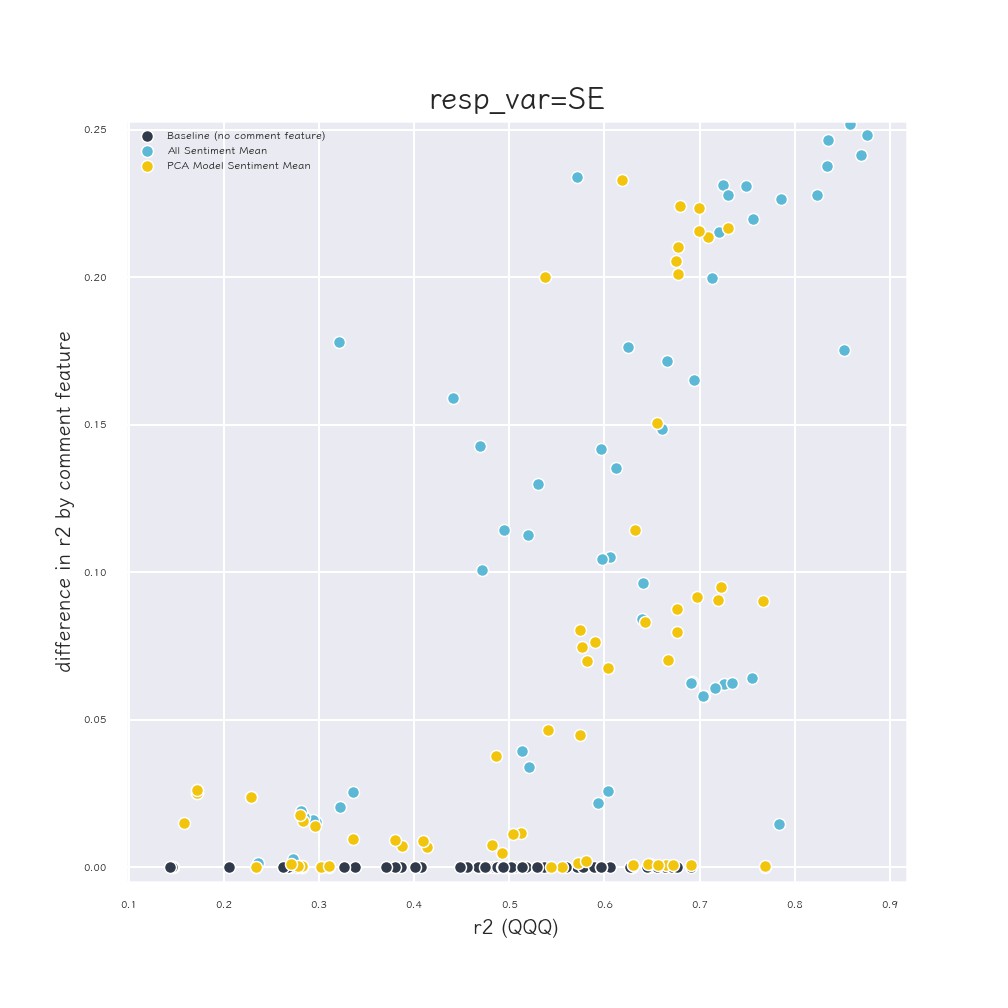 resp_var=SE
Baseline (no comment feature)
All Sentiment Mean
PCA Model Sentiment Mean
difference in r2 by comment feature
0.25
0.20
0.15
0.10
0.05
0.00
0.1 0.2 0.3 0.4 0.5 0.6 0.7 0.8 0.9
r2 (QQQ)